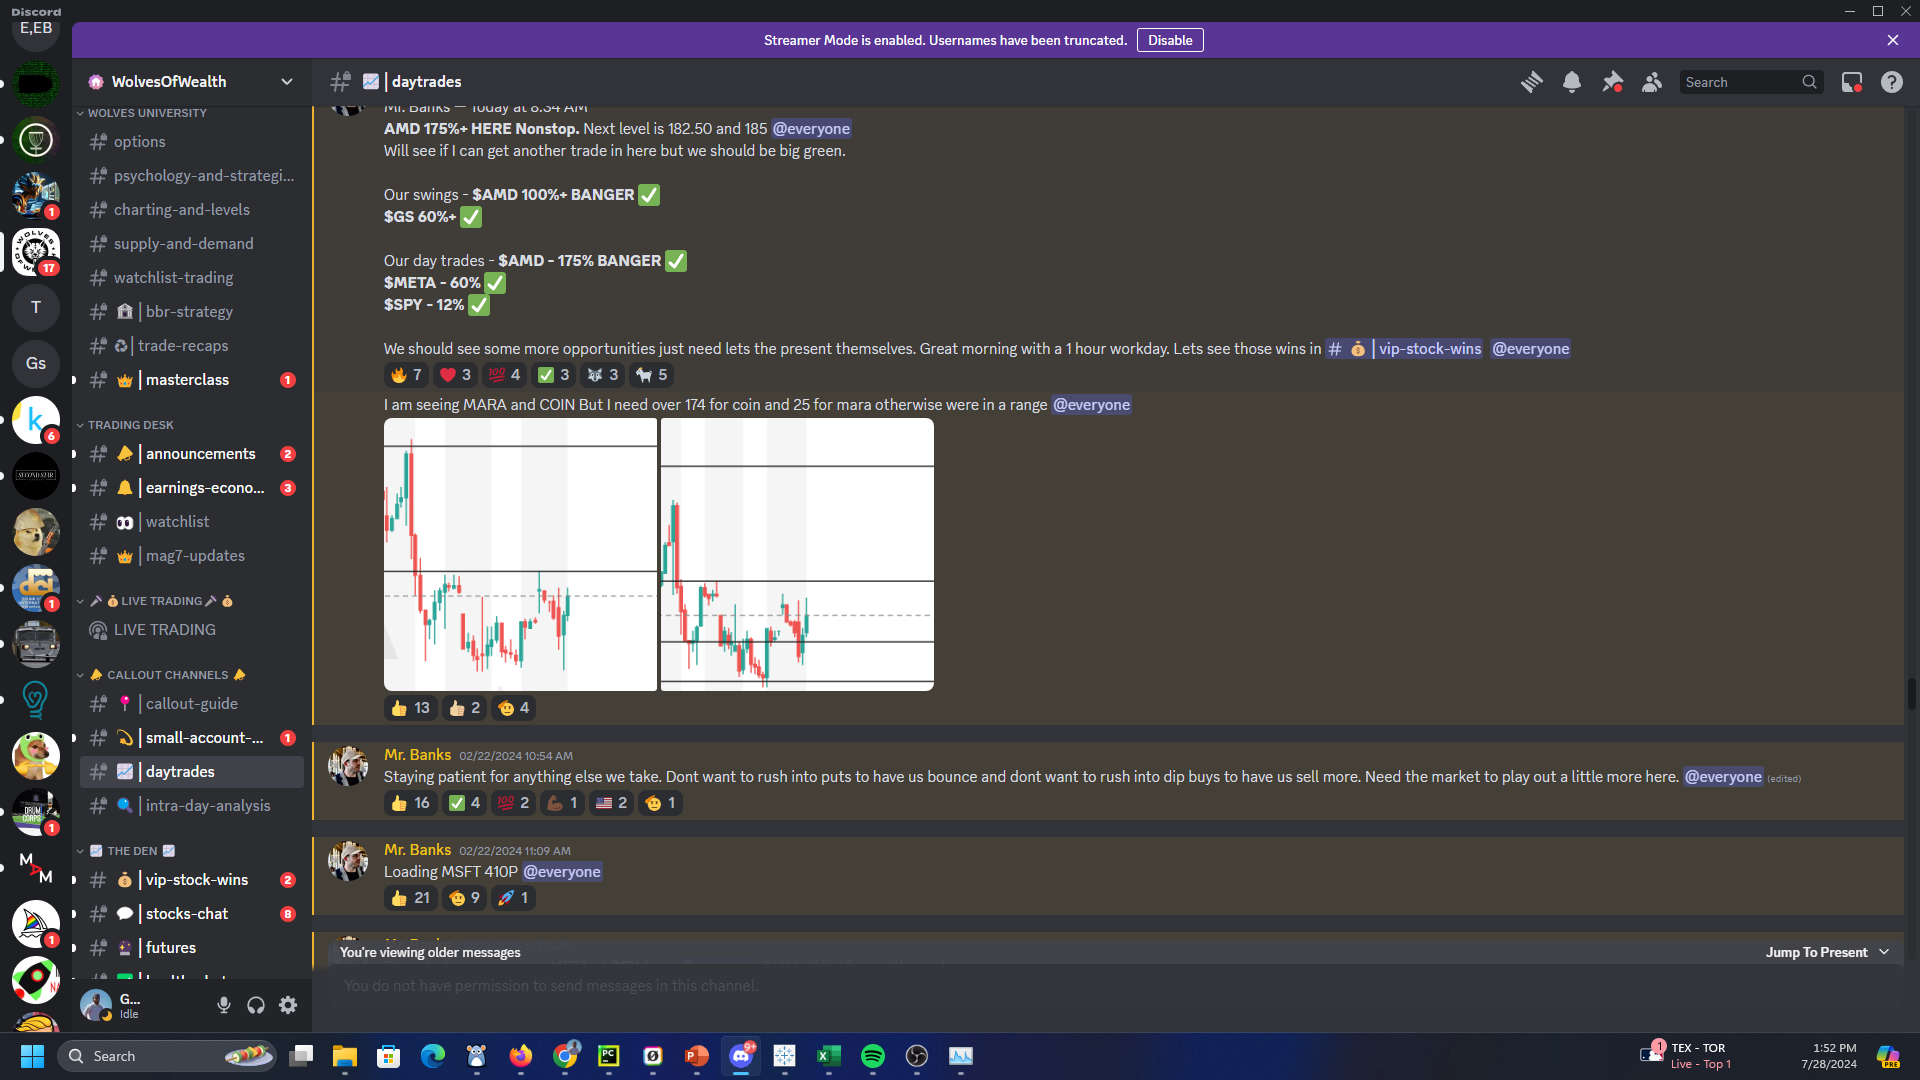 Discord
E,EB
Streamer Mode is enabled. Usernames have been truncated. Disable
WolvesOfWealth
| daytrades
Search
WOLVES UNIVERSITY
options
psychology-and-strategi...
charting-and-levels
supply-and-demand
watchlist-trading
| bbr-strategy
| trade-recaps
| masterclass 1
TRADING DESK
| announcements 2
| earnings-econo... 3
| watchlist
| mag7-updates
LIVE TRADING
LIVE TRADING
CALLOUT CHANNELS
| callout-guide
| small-account-... 1
| daytrades
| intra-day-analysis
THE DEN
| vip-stock-wins 2
| stocks-chat 8
futures
1
17
T
Gs
k
6
SECOND STAR
dci
1
DRUM CORPS
1
M A M
1
G...
Idle
Mr. Banks — Today at 8:34 AM
AMD 175%+ HERE Nonstop. Next level is 182.50 and 185 @everyone
Will see if I can get another trade in here but we should be big green.
Our swings - $AMD 100%+ BANGER ✅
$GS 60%+ ✅
Our day trades - $AMD - 175% BANGER ✅
$META - 60% ✅
$SPY - 12% ✅
We should see some more opportunities just need lets the present themselves. Great morning with a 1 hour workday. Lets see those wins in # 💰 | vip-stock-wins @everyone
🔥 7 ❤️ 3 💯 4 ✅ 3 🐺 3 🐐 5
I am seeing MARA and COIN But I need over 174 for coin and 25 for mara otherwise were in a range @everyone
👍 13 👍🏻 2 🫡 4
Mr. Banks 02/22/2024 10:54 AM
Staying patient for anything else we take. Dont want to rush into puts to have us bounce and dont want to rush into dip buys to have us sell more. Need the market to play out a little more here. @everyone (edited)
👍 16 ✅ 4 💯 2 💪🏾 1 🇺🇸 2 🫡 1
Mr. Banks 02/22/2024 11:09 AM
Loading MSFT 410P @everyone
👍 21 🫡 9 🚀 1
You're viewing older messages Jump To Present
You do not have permission to send messages in this channel.
Search
PC
9+
1
TEX - TOR
Live - Top 1
1:52 PM
7/28/2024
PRE